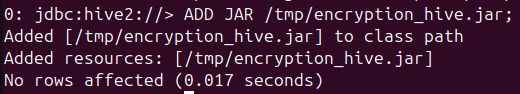 0: jdbc:hive2://> ADD JAR /tmp/encryption_hive.jar;
Added [/tmp/encryption_hive.jar] to class path
Added resources: [/tmp/encryption_hive.jar]
No rows affected (0.017 seconds)